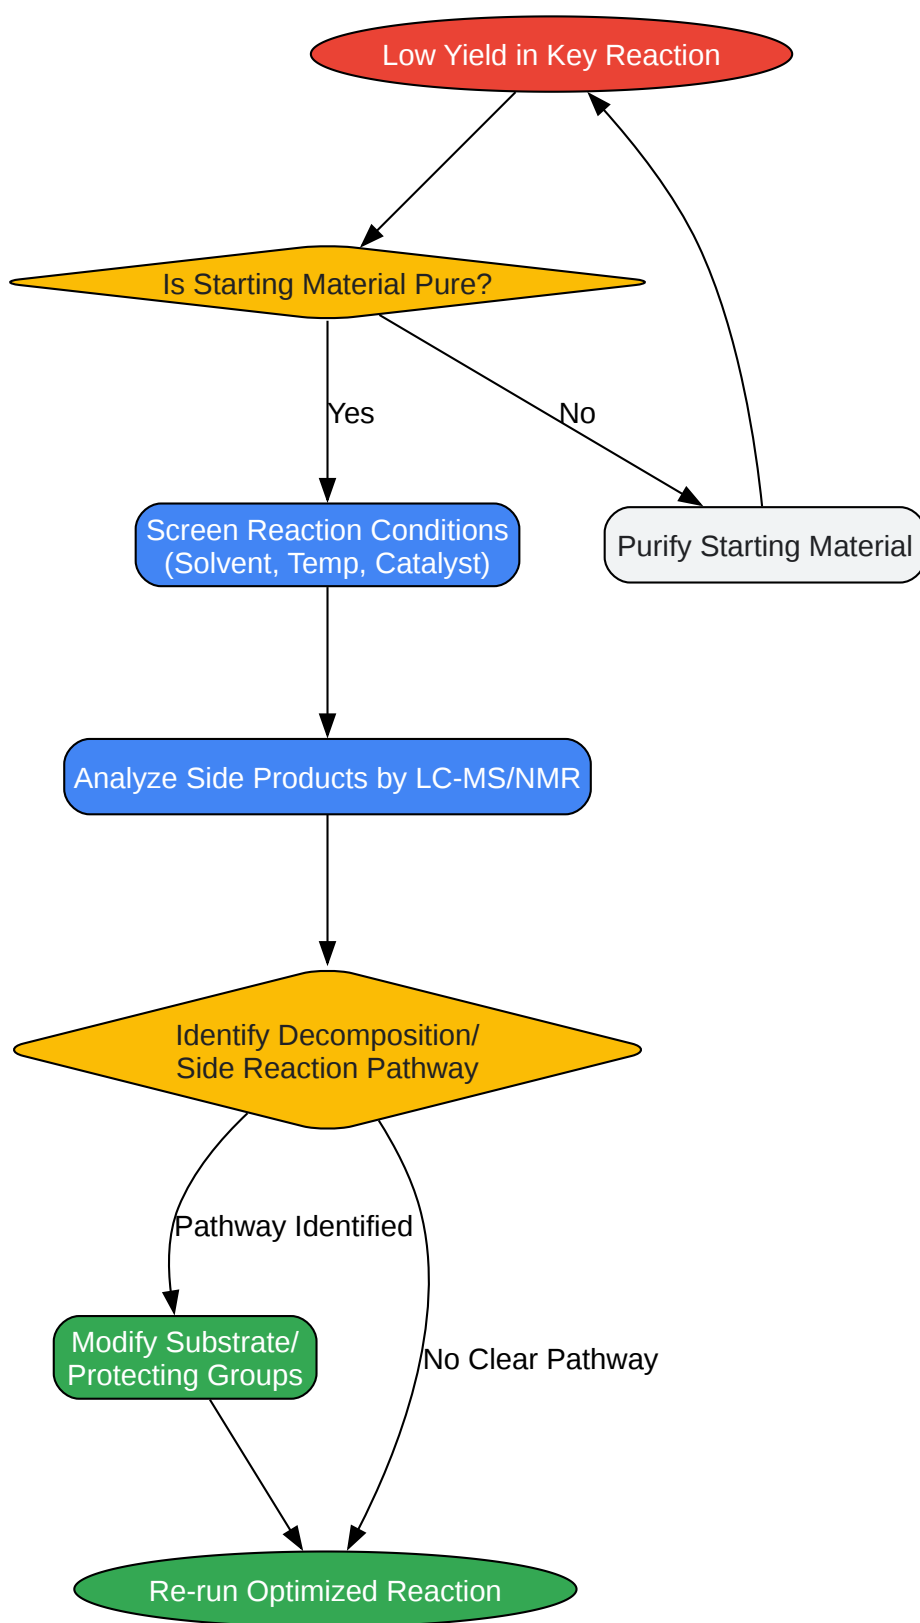 Low Yield in Key Reaction
Is Starting Material Pure?
Yes
No
Screen Reaction Conditions
(Solvent, Temp, Catalyst)
Purify Starting Material
Analyze Side Products by LC-MS/NMR
Identify Decomposition/
Side Reaction Pathway
Pathway Identified
Modify Substrate/
Protecting Groups
No Clear Pathway
Re-run Optimized Reaction